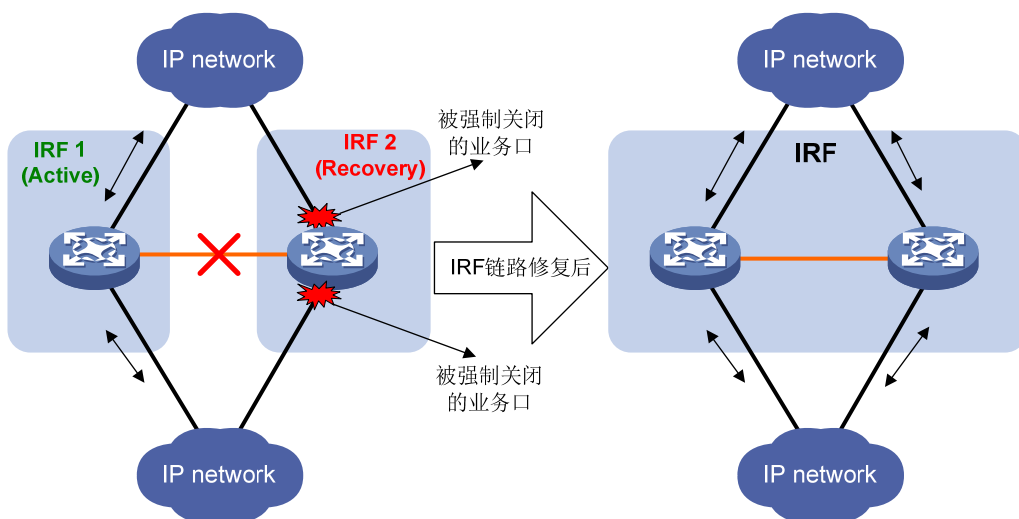 IP network
IRF 1
(Active)
IRF 2
(Recovery)
被强制关闭
的业务口
被强制关闭
的业务口
IP network
IRF链路修复后
IP network
IRF
IP network